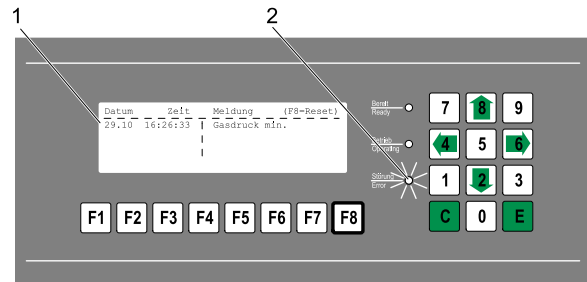 1
2
Datum Zeit Meldung (F8=Reset)
29.10 16:26:33 Gasdruck min.
Bereit
Ready
Betrieb
Operating
Störung
Error
7 8 9
4 5 6
1 2 3
C 0 E
F1 F2 F3 F4 F5 F6 F7 F8